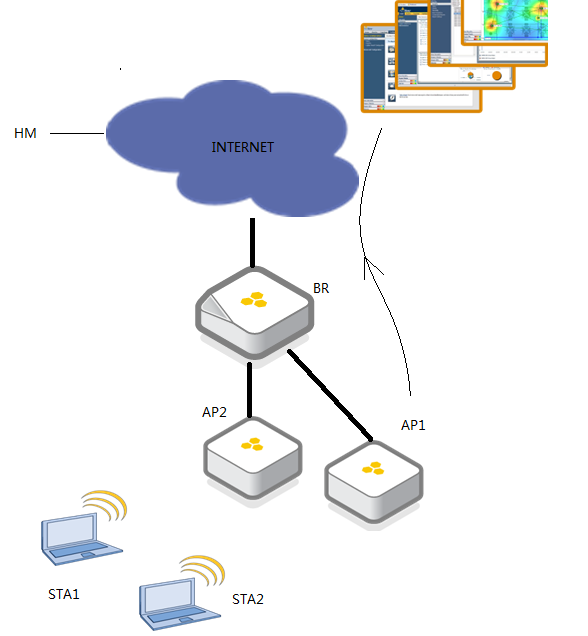 HM
INTERNET
BR
AP2
AP1
STA1
STA2